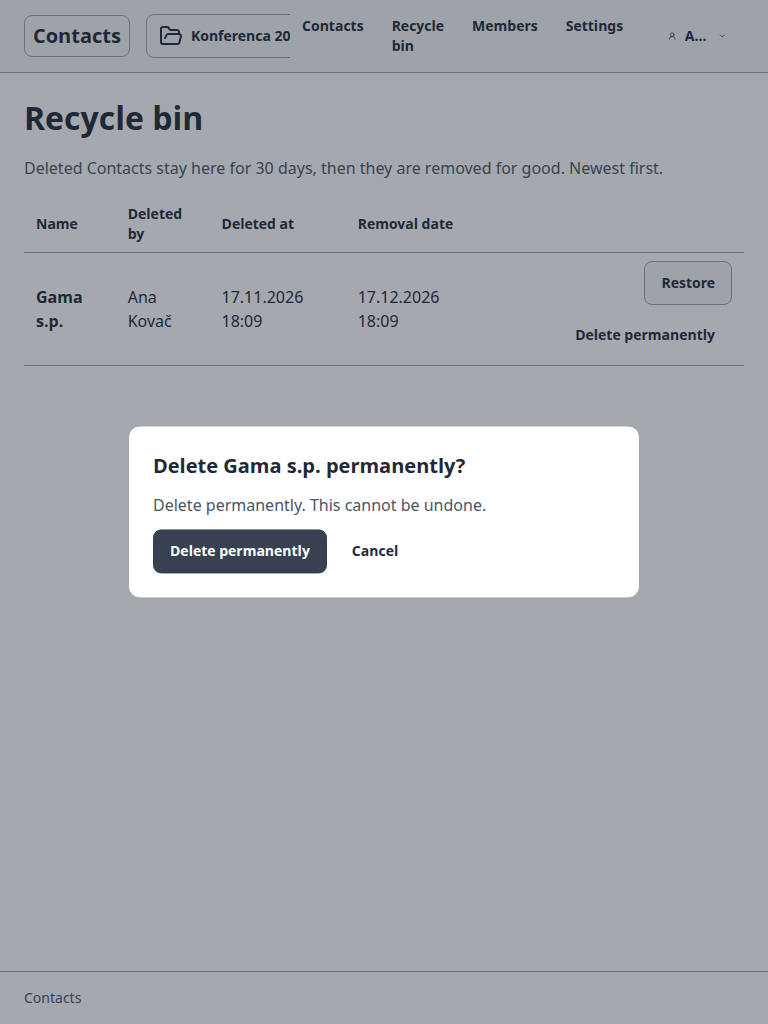 Contacts
Konferenca 20
Contacts
Recycle
bin
Members
Settings
A...
Recycle bin
Deleted Contacts stay here for 30 days, then they are removed for good. Newest first.
Name
Deleted
by
Deleted at
Removal date
Gama
s.p.
Ana
Kovač
17.11.2026
18:09
17.12.2026
18:09
Restore
Delete permanently
Delete Gama s.p. permanently?
Delete permanently. This cannot be undone.
Delete permanently
Cancel
Contacts